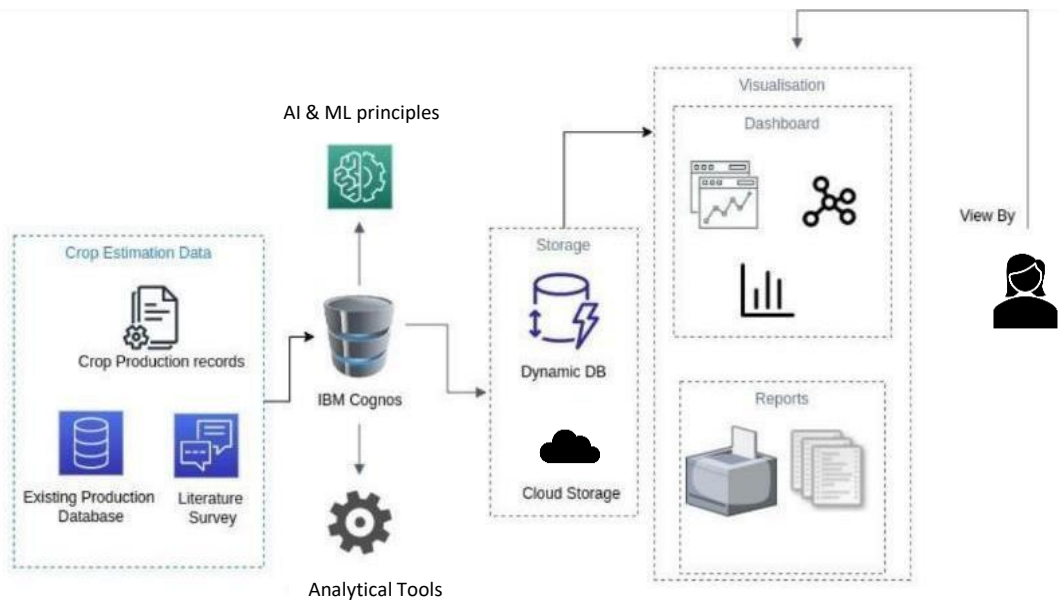 AI & ML principles
Crop Estimation Data
Crop Production records
Existing Production
Database
Literature
Survey
IBM Cognos
Analytical Tools
Storage
Dynamic DB
Cloud Storage
Visualisation
Dashboard
Reports
View By